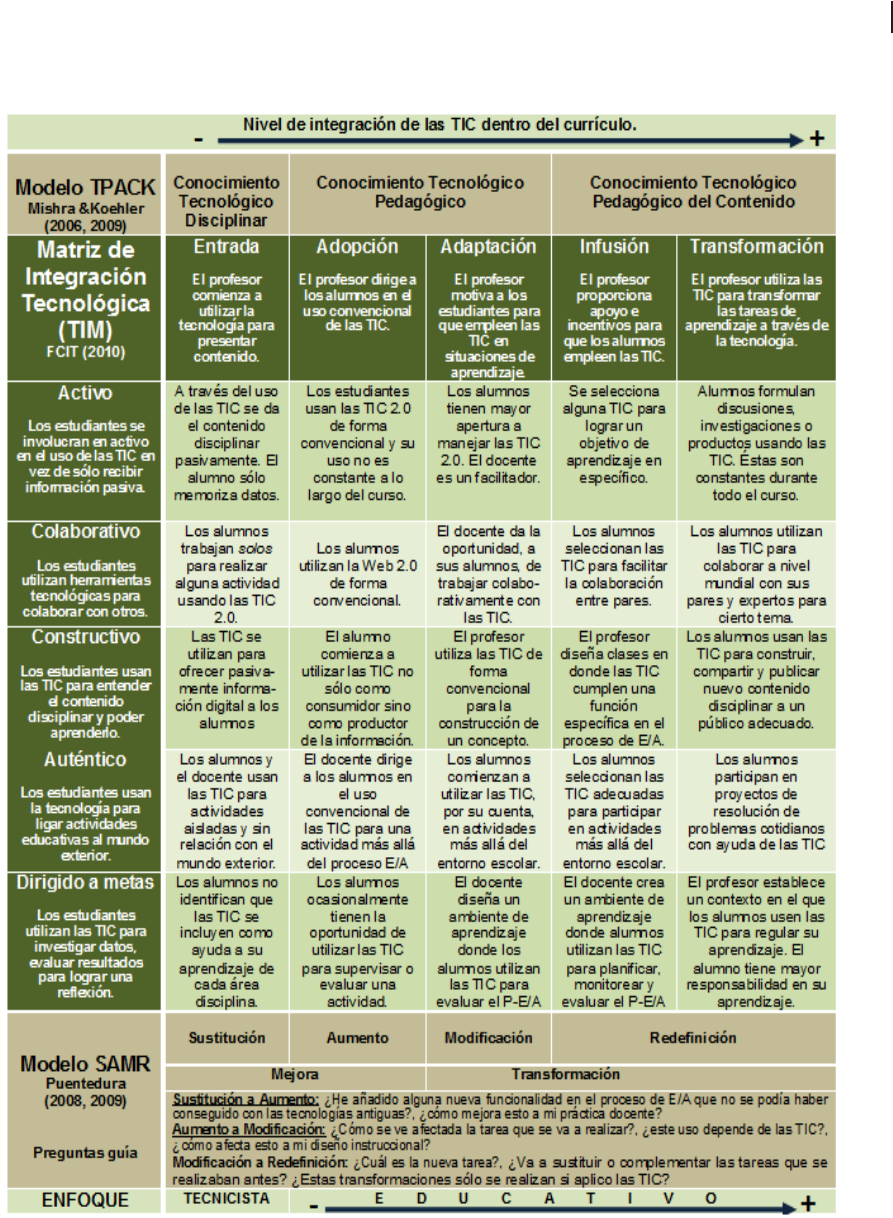 Nivel de integración de las TIC dentro del currículo.
- +
Modelo TPACK
Mishra &Koehler
(2006, 2009)
Conocimiento
Tecnológico
Disciplinar
Conocimiento Tecnológico
Pedagógico
Conocimiento Tecnológico
Pedagógico del Contenido
Matriz de
Integración
Tecnológica
(TIM)
FCIT (2010)
Entrada
El profesor
comienza a
utilizar la
tecnología para
presentar
contenido.
Adopción
El profesor dirige a
los alumnos en el
uso convencional
de las TIC.
Adaptación
El profesor
motiva a los
estudiantes para
que empleen las
TIC en
situaciones de
aprendizaje.
Infusión
El profesor
proporciona
apoyo e
incentivos para
que los alumnos
empleen las TIC.
Transformación
El profesor utiliza las
TIC para transformar
las tareas de
aprendizaje a través de
la tecnología.
Activo
Los estudiantes se
involucran en activo
en el uso de las TIC en
vez de sólo recibir
información pasiva.
A través del uso
de las TIC se da
el contenido
disciplinar
pasivamente. El
alumno sólo
memoriza datos.
Los estudiantes
usan las TIC 2.0
de forma
convencional y su
uso no es
constante a lo
largo del curso.
Los alumnos
tienen mayor
apertura a
manejar las TIC
2.0. El docente
es un facilitador.
Se selecciona
alguna TIC para
lograr un
objetivo de
aprendizaje en
específico.
Alumnos formulan
discusiones,
investigaciones o
productos usando las
TIC. Éstas son
constantes durante
todo el curso.
Colaborativo
Los estudiantes
utilizan herramientas
tecnológicas para
colaborar con otros.
Los alumnos
trabajan solos
para realizar
alguna actividad
usando las TIC
2.0.
Los alumnos
utilizan la Web 2.0
de forma
convencional.
El docente da la
oportunidad, a
sus alumnos, de
trabajar colabo-
rativamente con
las TIC.
Los alumnos
seleccionan las
TIC para facilitar
la colaboración
entre pares.
Los alumnos utilizan
las TIC para
colaborar a nivel
mundial con sus
pares y expertos para
cierto tema.
Constructivo
Los estudiantes usan
las TIC para entender
el contenido
disciplinar y poder
aprenderlo.
Las TIC se
utilizan para
ofrecer pasiva-
mente informa-
ción digital a los
alumnos
El alumno
comienza a
utilizar las TIC no
sólo como
consumidor sino
como productor
de la información.
El profesor
utiliza las TIC de
forma
convencional
para la
construcción de
un concepto.
El profesor
diseña clases en
donde las TIC
cumplen una
función
específica en el
proceso de E/A.
Los alumnos usan las
TIC para construir,
compartir y publicar
nuevo contenido
disciplinar a un
público adecuado.
Auténtico
Los estudiantes usan
la tecnología para
ligar actividades
educativas al mundo
exterior.
Los alumnos y
el docente usan
las TIC para
actividades
aisladas y sin
relación con el
mundo exterior.
El docente dirige
a los alumnos en
el uso
convencional de
las TIC para una
actividad más allá
del proceso E/A
Los alumnos
comienzan a
utilizar las TIC,
por su cuenta,
en actividades
más allá del
entorno escolar.
Los alumnos
seleccionan las
TIC adecuadas
para participar
en actividades
más allá del
entorno escolar.
Los alumnos
participan en
proyectos de
resolución de
problemas cotidianos
con ayuda de las TIC
Dirigido a metas
Los estudiantes
utilizan las TIC para
investigar datos,
evaluar resultados
para lograr una
reflexión.
Los alumnos no
identifican que
las TIC se
incluyen como
ayuda a su
aprendizaje de
cada área
disciplina.
Los alumnos
ocasionalmente
tienen la
oportunidad de
utilizar las TIC
para supervisar o
evaluar una
actividad.
El docente
diseña un
ambiente de
aprendizaje
donde los
alumnos utilizan
las TIC para
evaluar el P-E/A
El docente crea
un ambiente de
aprendizaje
donde alumnos
utilizan las TIC
para planificar,
monitorear y
evaluar el P-E/A
El profesor establece
un contexto en el que
los alumnos usen las
TIC para regular su
aprendizaje. El
alumno tiene mayor
responsabilidad en su
aprendizaje.
Modelo SAMR
Puentedura
(2008, 2009)
Preguntas guía
Sustitución
Aumento
Modificación
Redefinición
Mejora
Transformación
Sustitución a Aumento: ¿He añadido alguna nueva funcionalidad en el proceso de E/A que no se podía haber
conseguido con las tecnologías antiguas?, ¿cómo mejora esto a mi práctica docente?
Aumento a Modificación: ¿Cómo se ve afectada la tarea que se va a realizar?, ¿este uso depende de las TIC?,
¿cómo afecta esto a mi diseño instruccional?
Modificación a Redefinición: ¿Cuál es la nueva tarea?, ¿Va a sustituir o complementar las tareas que se
realizaban antes? ¿Estas transformaciones sólo se realizan si aplico las TIC?
ENFOQUE
TECNICISTA
- E D U C A T I V O +